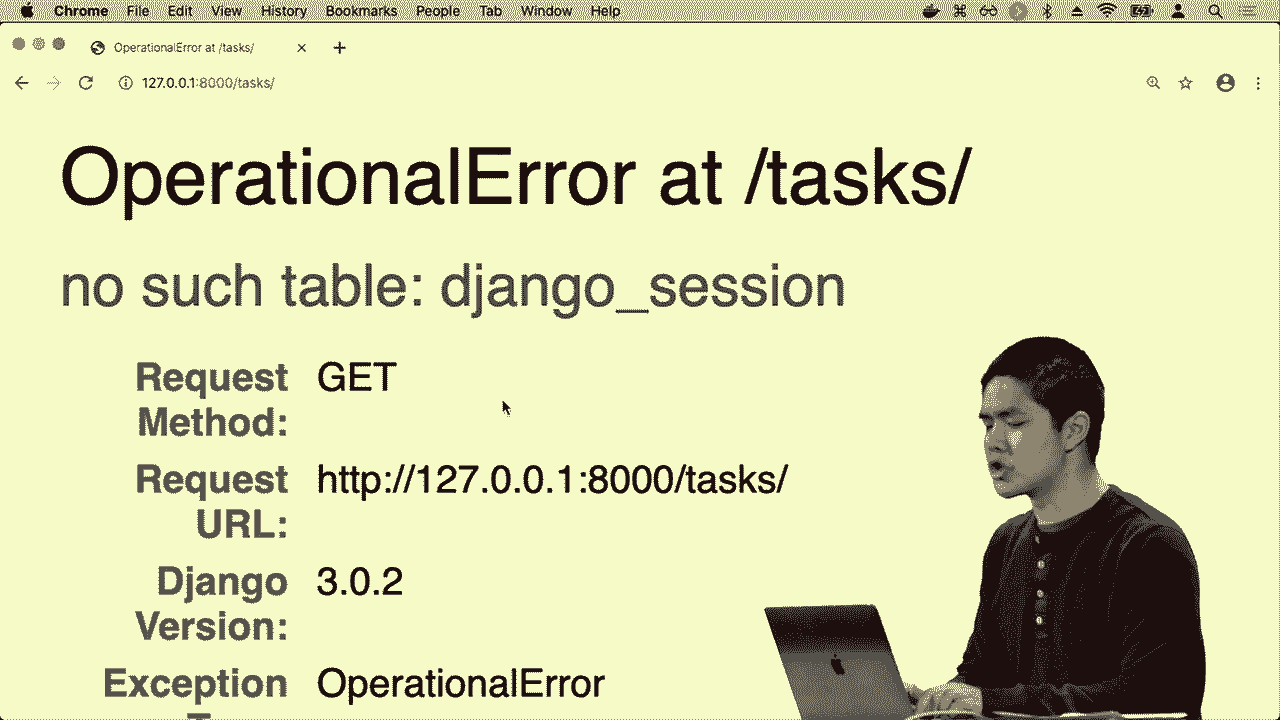 Chrome File Edit View History Bookmarks People Tab Window Help
OperationalError at /tasks/
127.0.0.1:8000/tasks/
OperationalError at /tasks/
no such table: django_session
Request Method: GET
Request URL: http://127.0.0.1:8000/tasks/
Django Version: 3.0.2
Exception OperationalError